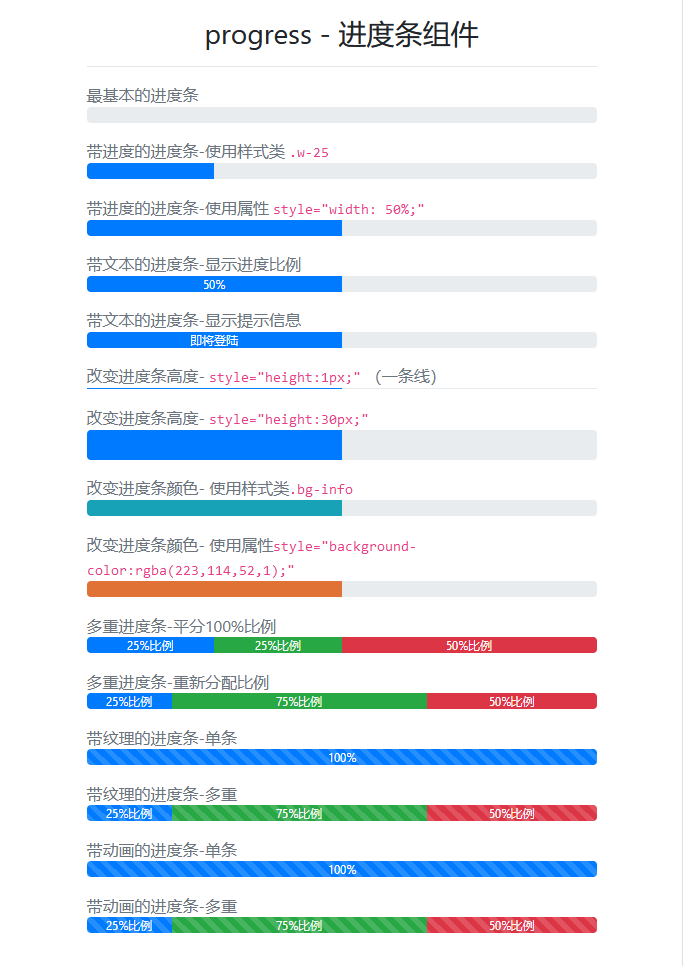 progress - 进度条组件
最基本的进度条
带进度的进度条-使用样式类 .w-25
带进度的进度条-使用属性 style="width: 50%;"
带文本的进度条-显示进度比例
50%
带文本的进度条-显示提示信息
即将登陆
改变进度条高度- style="height:1px;" （一条线）
改变进度条高度- style="height:30px;"
改变进度条颜色- 使用样式类.bg-info
改变进度条颜色- 使用属性style="background-
color:rgba(223,114,52,1);"
多重进度条-平分100%比例
25%比例 25%比例 50%比例
多重进度条-重新分配比例
25%比例 75%比例 50%比例
带纹理的进度条-单条
100%
带纹理的进度条-多重
25%比例 75%比例 50%比例
带动画的进度条-单条
100%
带动画的进度条-多重
25%比例 75%比例 50%比例